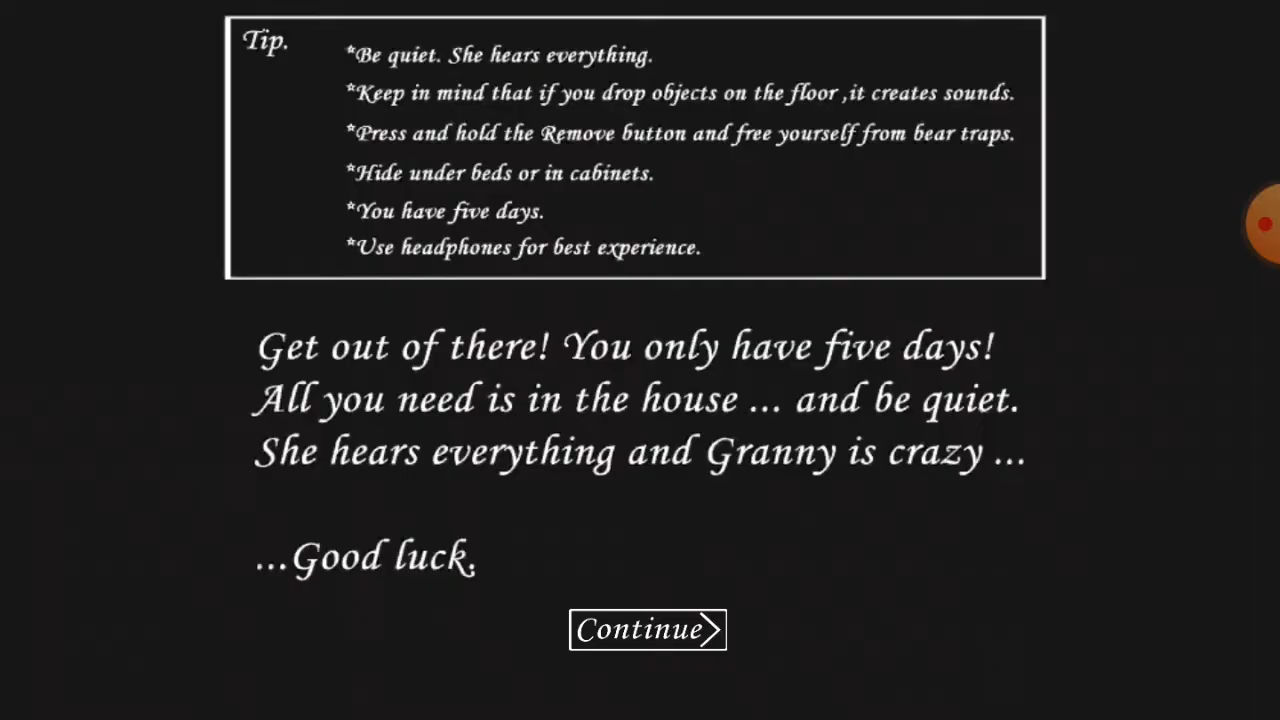 Tip.
*Be quiet. She hears everything.
*Keep in mind that if you drop objects on the floor ,it creates sounds.
*Press and hold the Remove button and free yourself from bear traps.
*Hide under beds or in cabinets.
*You have five days.
*Use headphones for best experience.
Get out of there! You only have five days!
All you need is in the house ... and be quiet.
She hears everything and Granny is crazy ...
...Good luck.
Continue